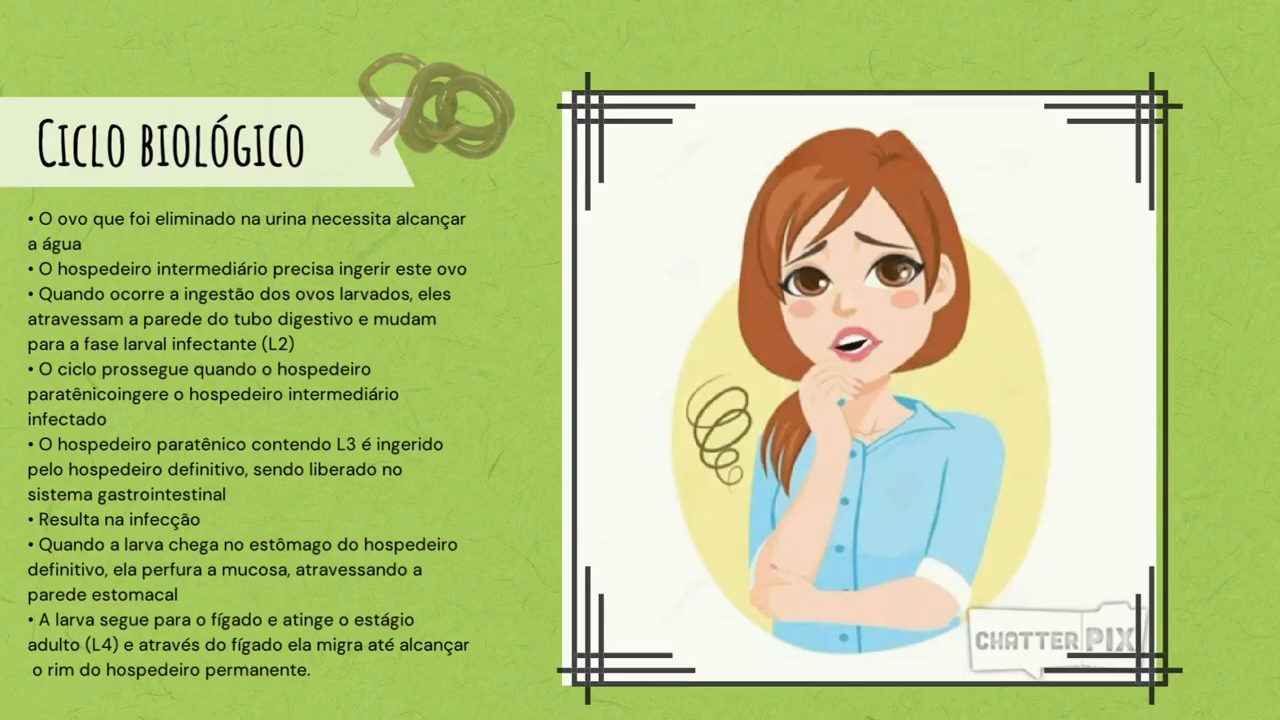 Ciclo biológico
• O ovo que foi eliminado na urina necessita alcançar
a água
• O hospedeiro intermediário precisa ingerir este ovo
• Quando ocorre a ingestão dos ovos larvados, eles
atravessam a parede do tubo digestivo e mudam
para a fase larval infectante (L2)
• O ciclo prossegue quando o hospedeiro
paratênicoingere o hospedeiro intermediário
infectado
• O hospedeiro paratênico contendo L3 é ingerido
pelo hospedeiro definitivo, sendo liberado no
sistema gastrointestinal
• Resulta na infecção
• Quando a larva chega no estômago do hospedeiro
definitivo, ela perfura a mucosa, atravessando a
parede estomacal
• A larva segue para o fígado e atinge o estágio
adulto (L4) e através do fígado ela migra até alcançar
o rim do hospedeiro permanente.
CHATTER PIX